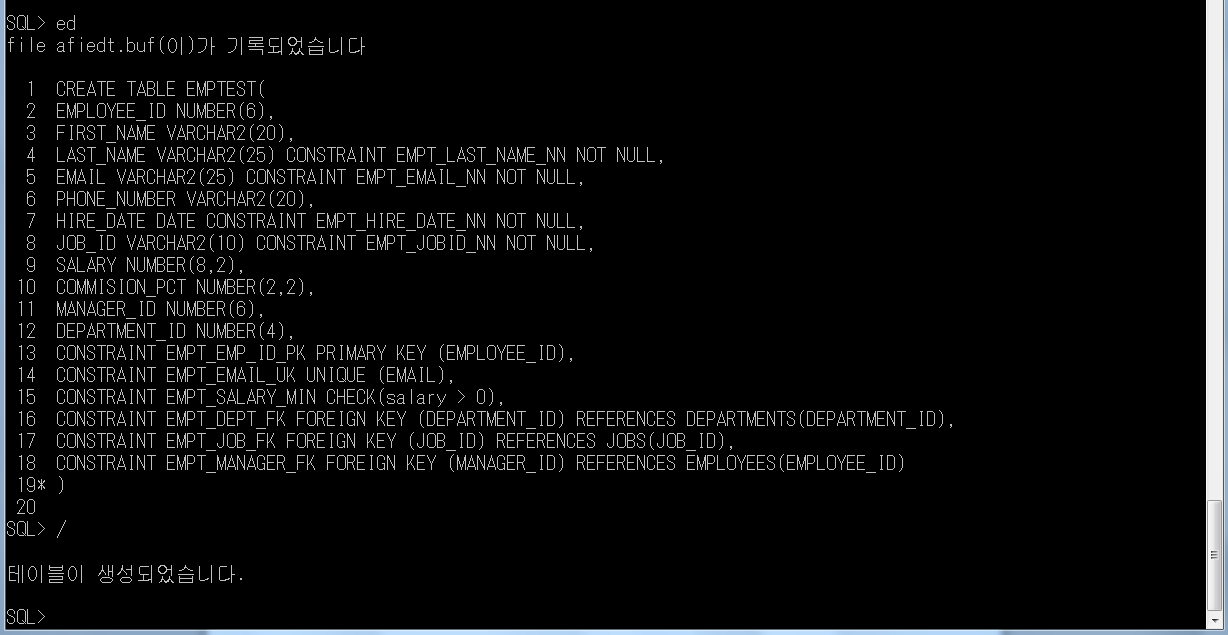 SQL> ed
file afiedt.buf(이)가 기록되었습니다
1 CREATE TABLE EMPTEST(
2 EMPLOYEE_ID NUMBER(6),
3 FIRST_NAME VARCHAR2(20),
4 LAST_NAME VARCHAR2(25) CONSTRAINT EMPT_LAST_NAME_NN NOT NULL,
5 EMAIL VARCHAR2(25) CONSTRAINT EMPT_EMAIL_NN NOT NULL,
6 PHONE_NUMBER VARCHAR2(20),
7 HIRE_DATE DATE CONSTRAINT EMPT_HIRE_DATE_NN NOT NULL,
8 JOB_ID VARCHAR2(10) CONSTRAINT EMPT_JOBID_NN NOT NULL,
9 SALARY NUMBER(8,2),
10 COMMISION_PCT NUMBER(2,2),
11 MANAGER_ID NUMBER(6),
12 DEPARTMENT_ID NUMBER(4),
13 CONSTRAINT EMPT_EMP_ID_PK PRIMARY KEY (EMPLOYEE_ID),
14 CONSTRAINT EMPT_EMAIL_UK UNIQUE (EMAIL),
15 CONSTRAINT EMPT_SALARY_MIN CHECK(salary > 0),
16 CONSTRAINT EMPT_DEPT_FK FOREIGN KEY (DEPARTMENT_ID) REFERENCES DEPARTMENTS(DEPARTMENT_ID),
17 CONSTRAINT EMPT_JOB_FK FOREIGN KEY (JOB_ID) REFERENCES JOBS(JOB_ID),
18 CONSTRAINT EMPT_MANAGER_FK FOREIGN KEY (MANAGER_ID) REFERENCES EMPLOYEES(EMPLOYEE_ID)
19* )
20
SQL> /
테이블이 생성되었습니다.
SQL>